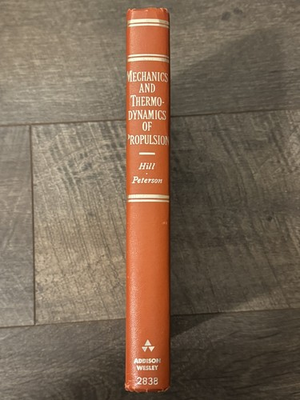 MECHANICS
AND
THERMO-
DYNAMICS
OF
PROPULSION
Hill
Peterson
ADDISON
WESLEY
2838